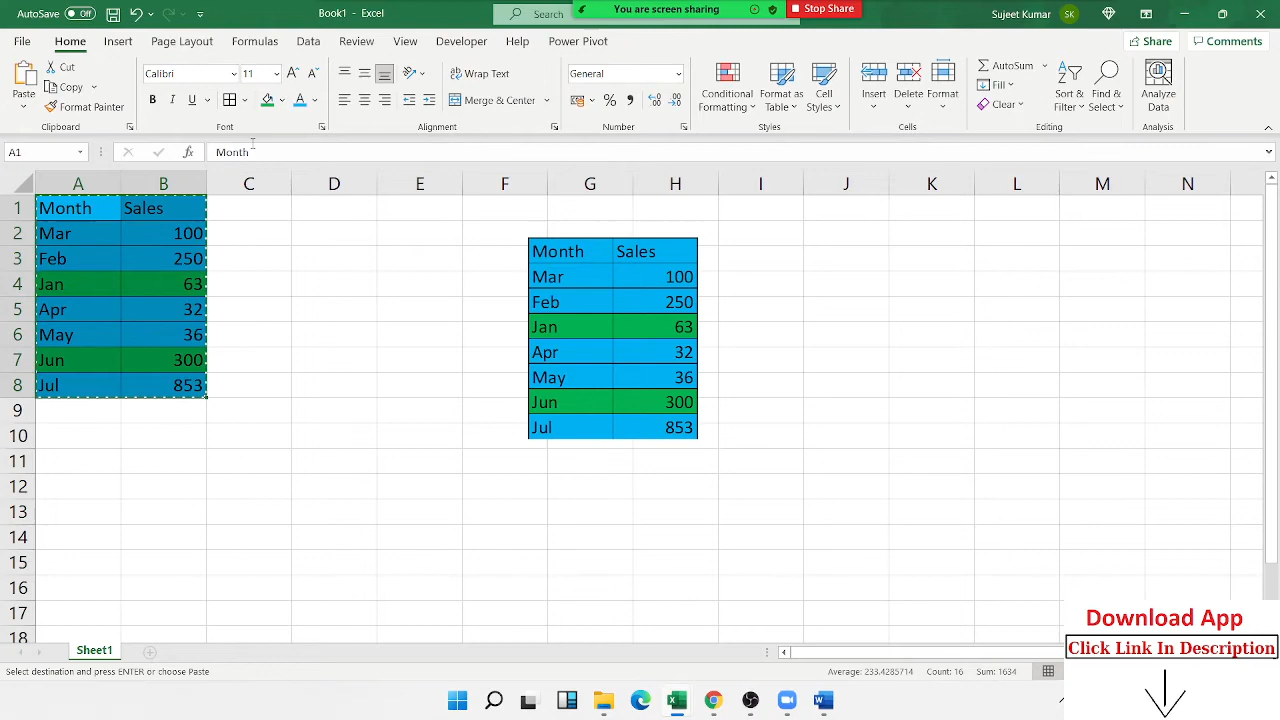 AutoSave Off Book1 - Excel Search You are screen sharing Stop Share Sujeet Kumar SK
File Home Insert Page Layout Formulas Data Review View Developer Help Power Pivot Share Comments
Paste Cut Copy Format Painter Clipboard
Calibri 11 B I U A Font
Wrap Text Merge & Center Alignment
General % , Number
Conditional Formatting Format as Table Cell Styles Styles
Insert Delete Format Cells
AutoSum Fill Clear Sort & Filter Find & Select Editing
Analyze Data Analysis
A1 fx Month
A B C D E F G H I J K L M N
1 Month Sales
2 Mar 100
3 Feb 250
4 Jan 63
5 Apr 32
6 May 36
7 Jun 300
8 Jul 853
9
10
11
12
13
14
15
16
17
18
Month Sales
Mar 100
Feb 250
Jan 63
Apr 32
May 36
Jun 300
Jul 853
Download App
Click Link In Description
Sheet1
Select destination and press ENTER or choose Paste Average: 233.4285714 Count: 16 Sum: 1634